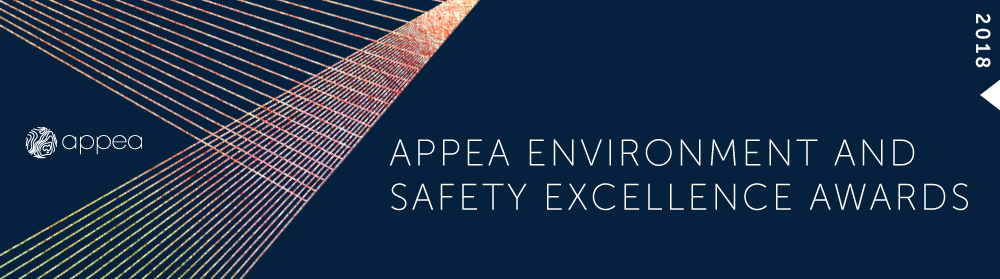 2018
appea
APPEA ENVIRONMENT AND
SAFETY EXCELLENCE AWARDS